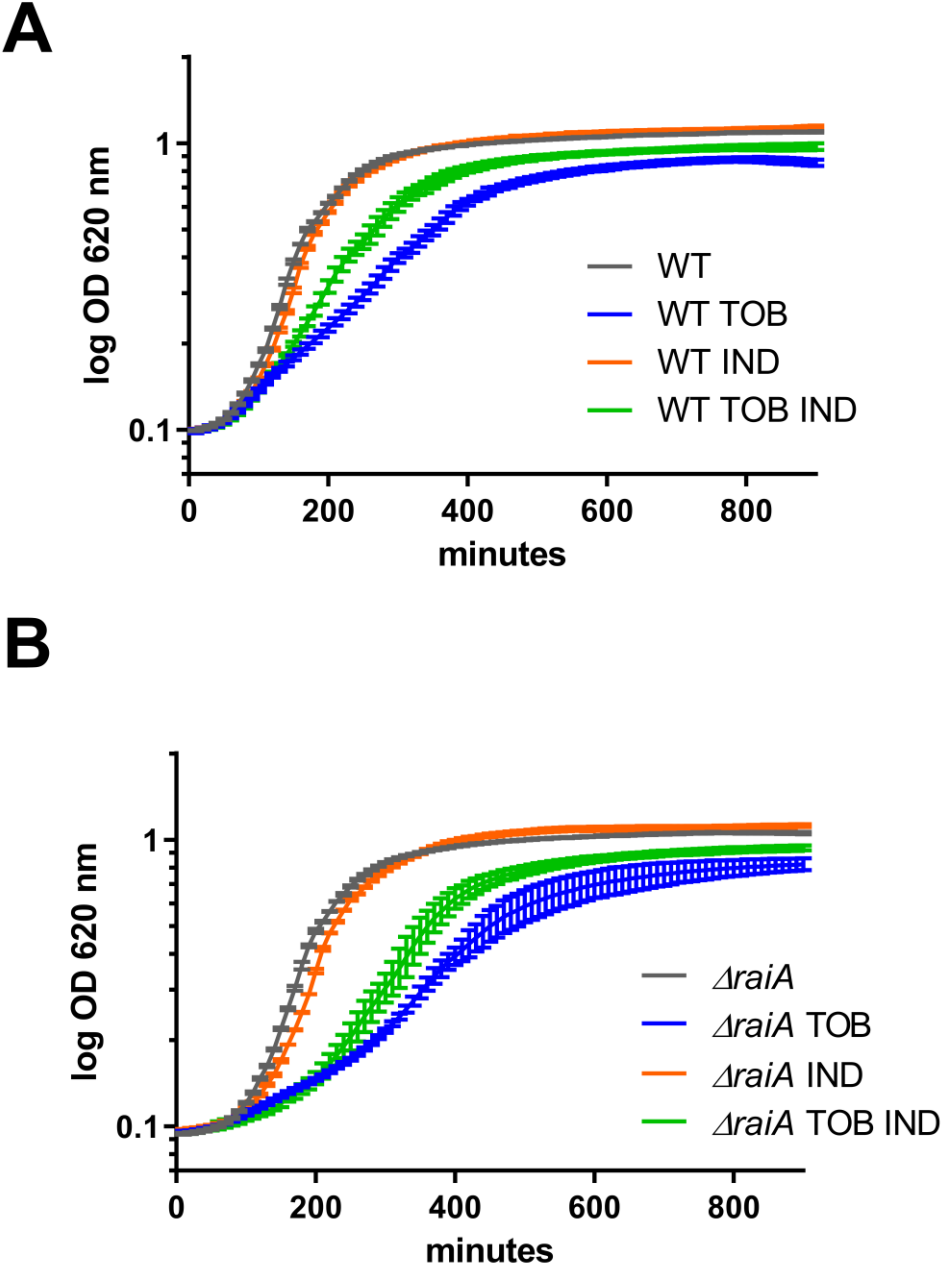 A
log OD 620 nm
1
0.1
0
200
400
600
800
minutes
WT
WT TOB
WT IND
WT TOB IND
B
log OD 620 nm
1
0.1
0
200
400
600
800
minutes
ΔraiA
ΔraiA TOB
ΔraiA IND
ΔraiA TOB IND